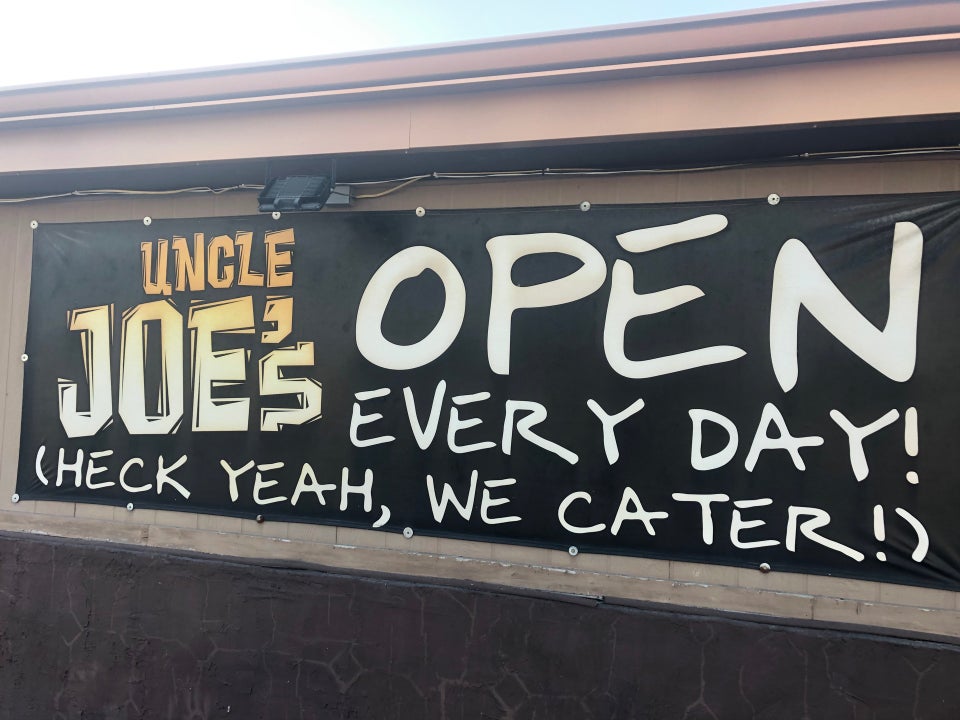 UNCLE
JOE'S
OPEN
EVERY DAY!
(HECK YEAH, WE CATER!)